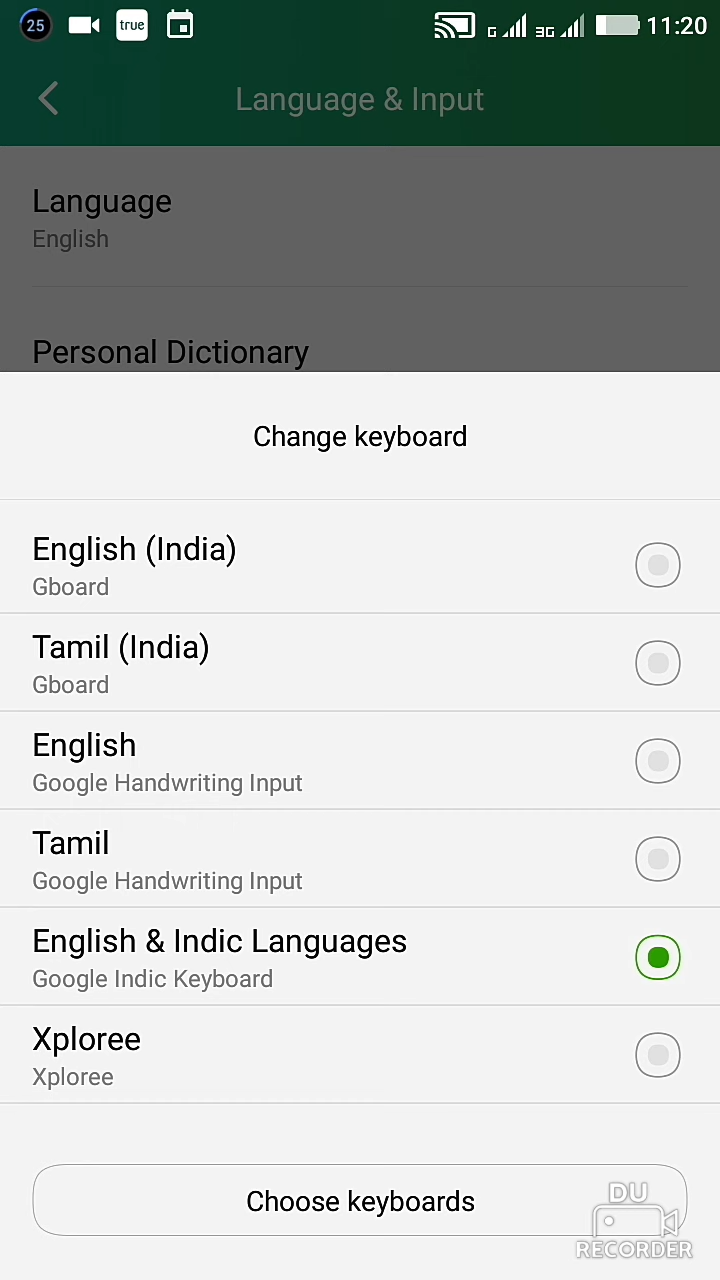 25 true G 3G 11:20
Language & Input
Language
English
Personal Dictionary
Change keyboard
English (India)
Gboard
Tamil (India)
Gboard
English
Google Handwriting Input
Tamil
Google Handwriting Input
English & Indic Languages
Google Indic Keyboard
Xploree
Xploree
Choose keyboards
DU
RECORDER